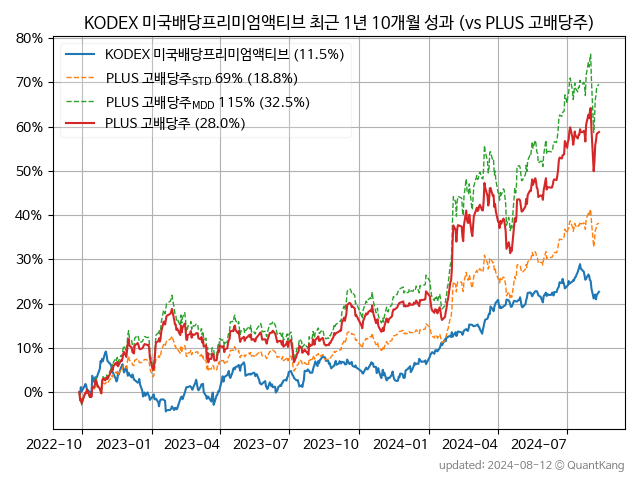 KODEX 미국배당프리미엄액티브 최근 1년 10개월 성과 (vs PLUS 고배당주)
80%
70%
60%
50%
40%
30%
20%
10%
0%
KODEX 미국배당프리미엄액티브 (11.5%)
PLUS 고배당주STD 69% (18.8%)
PLUS 고배당주MDD 115% (32.5%)
PLUS 고배당주 (28.0%)
2022-10 2023-01 2023-04 2023-07 2023-10 2024-01 2024-04 2024-07
updated: 2024-08-12 © QuantKang